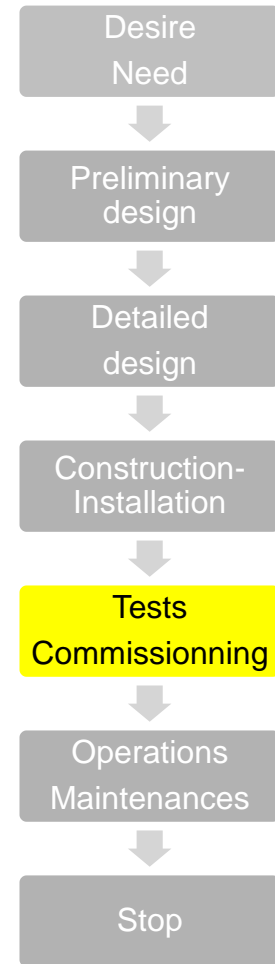 Desire
Need
Preliminary
design
Detailed
design
Construction-
Installation
Tests
Commissionning
Operations
Maintenances
Stop